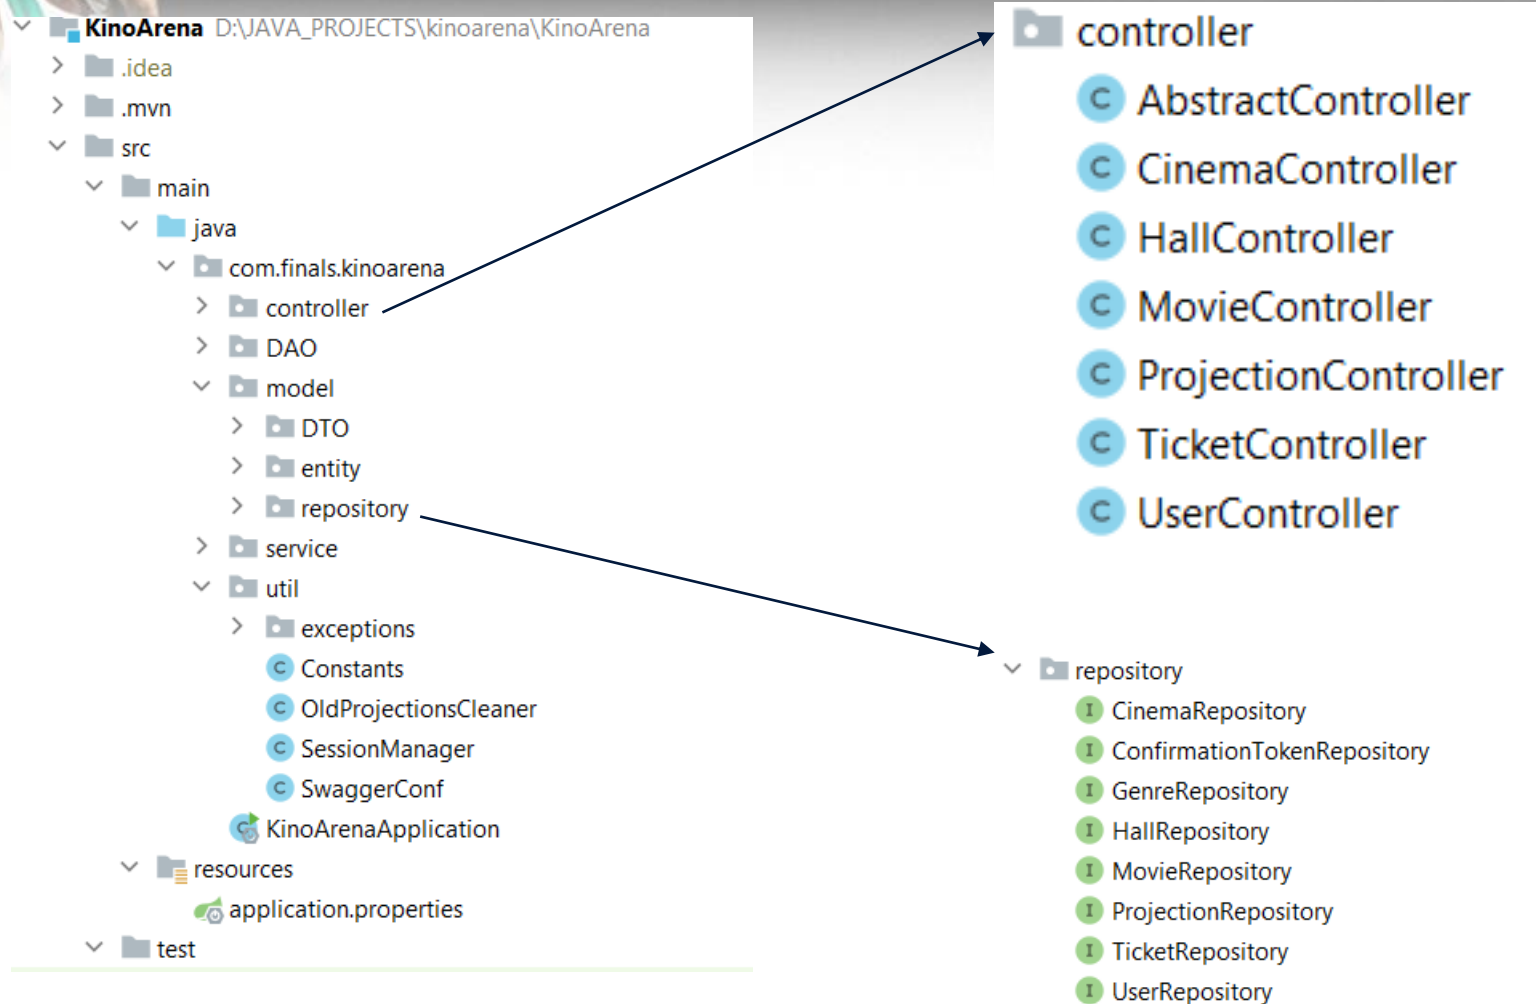 KinoArena D:\JAVA_PROJECTS\kinoarena\KinoArena
.idea
.mvn
src
main
java
com.finals.kinoarena
controller
DAO
model
DTO
entity
repository
service
util
exceptions
Constants
OldProjectionsCleaner
SessionManager
SwaggerConf
KinoArenaApplication
resources
application.properties
test
controller
C AbstractController
C CinemaController
C HallController
C MovieController
C ProjectionController
C TicketController
C UserController
repository
I CinemaRepository
I ConfirmationTokenRepository
I GenreRepository
I HallRepository
I MovieRepository
I ProjectionRepository
I TicketRepository
I UserRepository